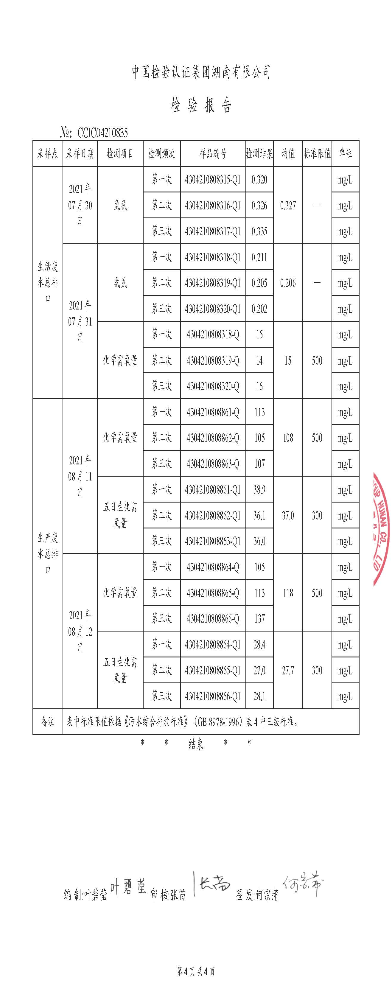 中国检验认证集团湖南有限公司
检 验 报 告
№: CCIC04210835
采样点 采样日期 检测项目 检测频次 样品编号 检测结果 均值 标准限值 单位
生活废水总排口 2021年07月30日 氨氮 第一次 4304210808315-Q1 0.320 0.327 — mg/L
第二次 4304210808316-Q1 0.326 mg/L
第三次 4304210808317-Q1 0.335 mg/L
2021年07月31日 氨氮 第一次 4304210808318-Q1 0.211 0.206 — mg/L
第二次 4304210808319-Q1 0.205 mg/L
第三次 4304210808320-Q1 0.202 mg/L
化学需氧量 第一次 4304210808318-Q 15 15 500 mg/L
第二次 4304210808319-Q 14 mg/L
第三次 4304210808320-Q 16 mg/L
生产废水总排口 2021年08月11日 化学需氧量 第一次 4304210808861-Q 113 108 500 mg/L
第二次 4304210808862-Q 105 mg/L
第三次 4304210808863-Q 107 mg/L
五日生化需氧量 第一次 4304210808861-Q1 38.9 37.0 300 mg/L
第二次 4304210808862-Q1 36.1 mg/L
第三次 4304210808863-Q1 36.0 mg/L
2021年08月12日 化学需氧量 第一次 4304210808864-Q 105 118 500 mg/L
第二次 4304210808865-Q 113 mg/L
第三次 4304210808866-Q 137 mg/L
五日生化需氧量 第一次 4304210808864-Q1 28.4 27.7 300 mg/L
第二次 4304210808865-Q1 27.0 mg/L
第三次 4304210808866-Q1 28.1 mg/L
备注 表中标准限值依据《污水综合排放标准》（GB 8978-1996）表4中三级标准。
* * 结束 * *
HUNAN CO., LTD
编 制:叶碧莹 叶碧莹 审 核:张苗 张苗 签 发:何宗蒲 何宗蒲
第4页 共4页